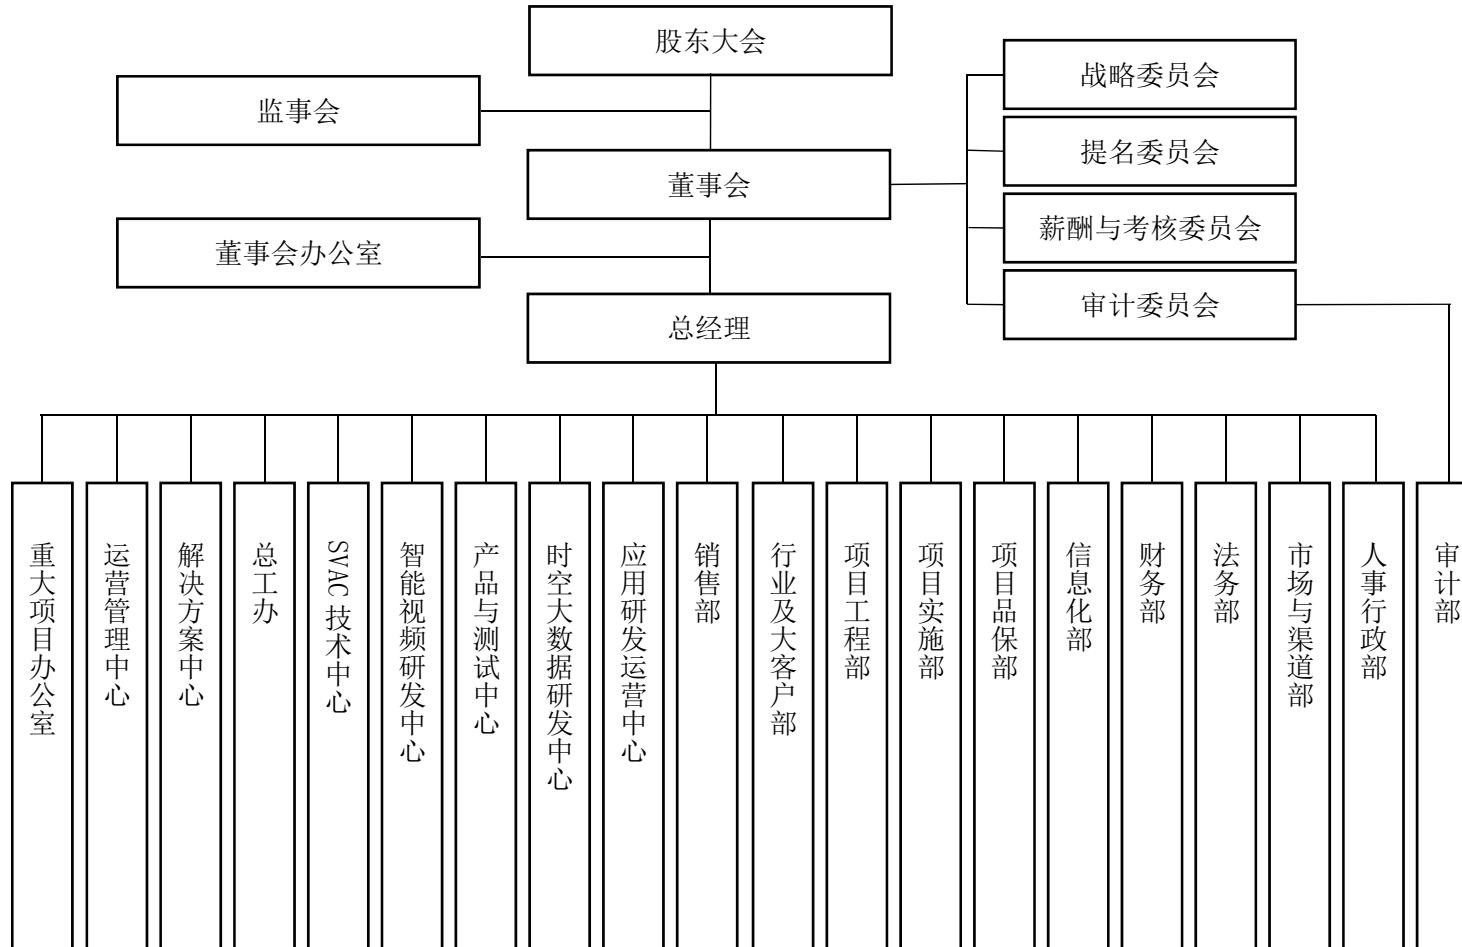 股东大会
监事会
董事会
董事会办公室
总经理
战略委员会
提名委员会
薪酬与考核委员会
审计委员会
重大项目办公室
运营管理中心
解决方案中心
总工办
SVAC 技术中心
智能视频研发中心
产品与测试中心
时空大数据研发中心
应用研发运营中心
销售部
行业及大客户部
项目工程部
项目实施部
项目品保部
信息化部
财务部
法务部
市场与渠道部
人事行政部
审计部